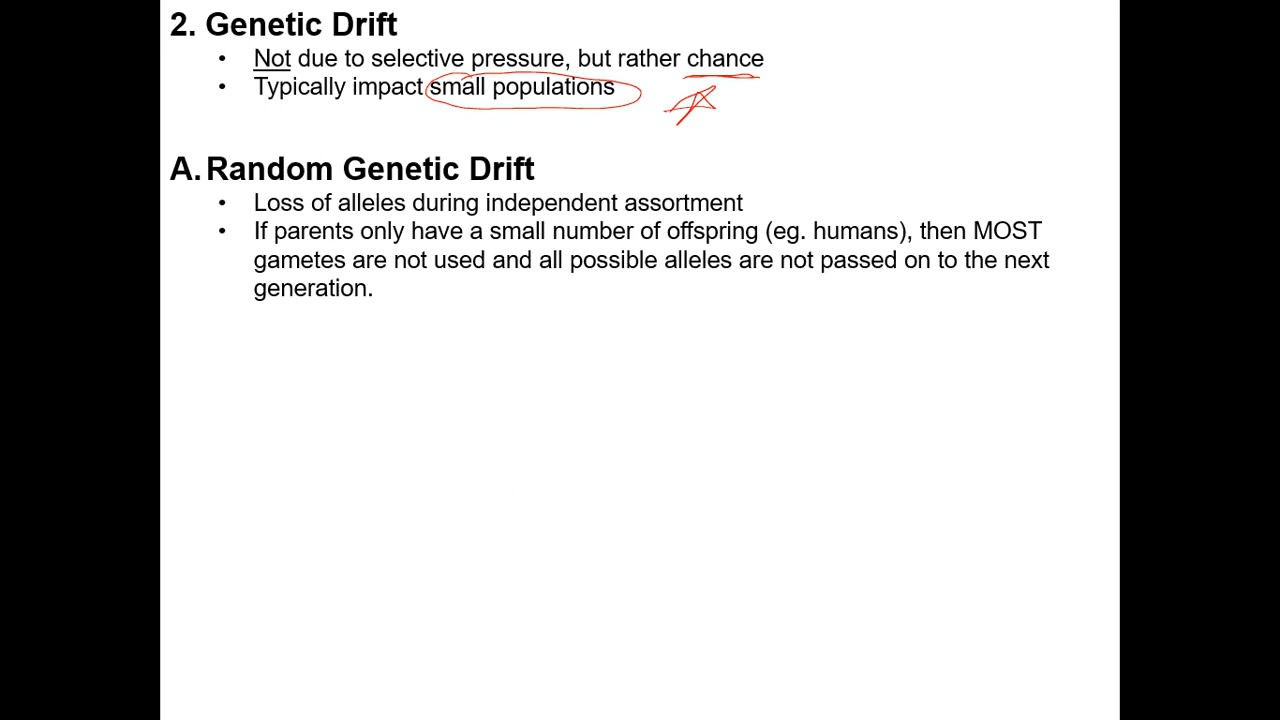 2. Genetic Drift
• Not due to selective pressure, but rather chance
• Typically impact small populations
A. Random Genetic Drift
• Loss of alleles during independent assortment
• If parents only have a small number of offspring (eg. humans), then MOST
gametes are not used and all possible alleles are not passed on to the next
generation.